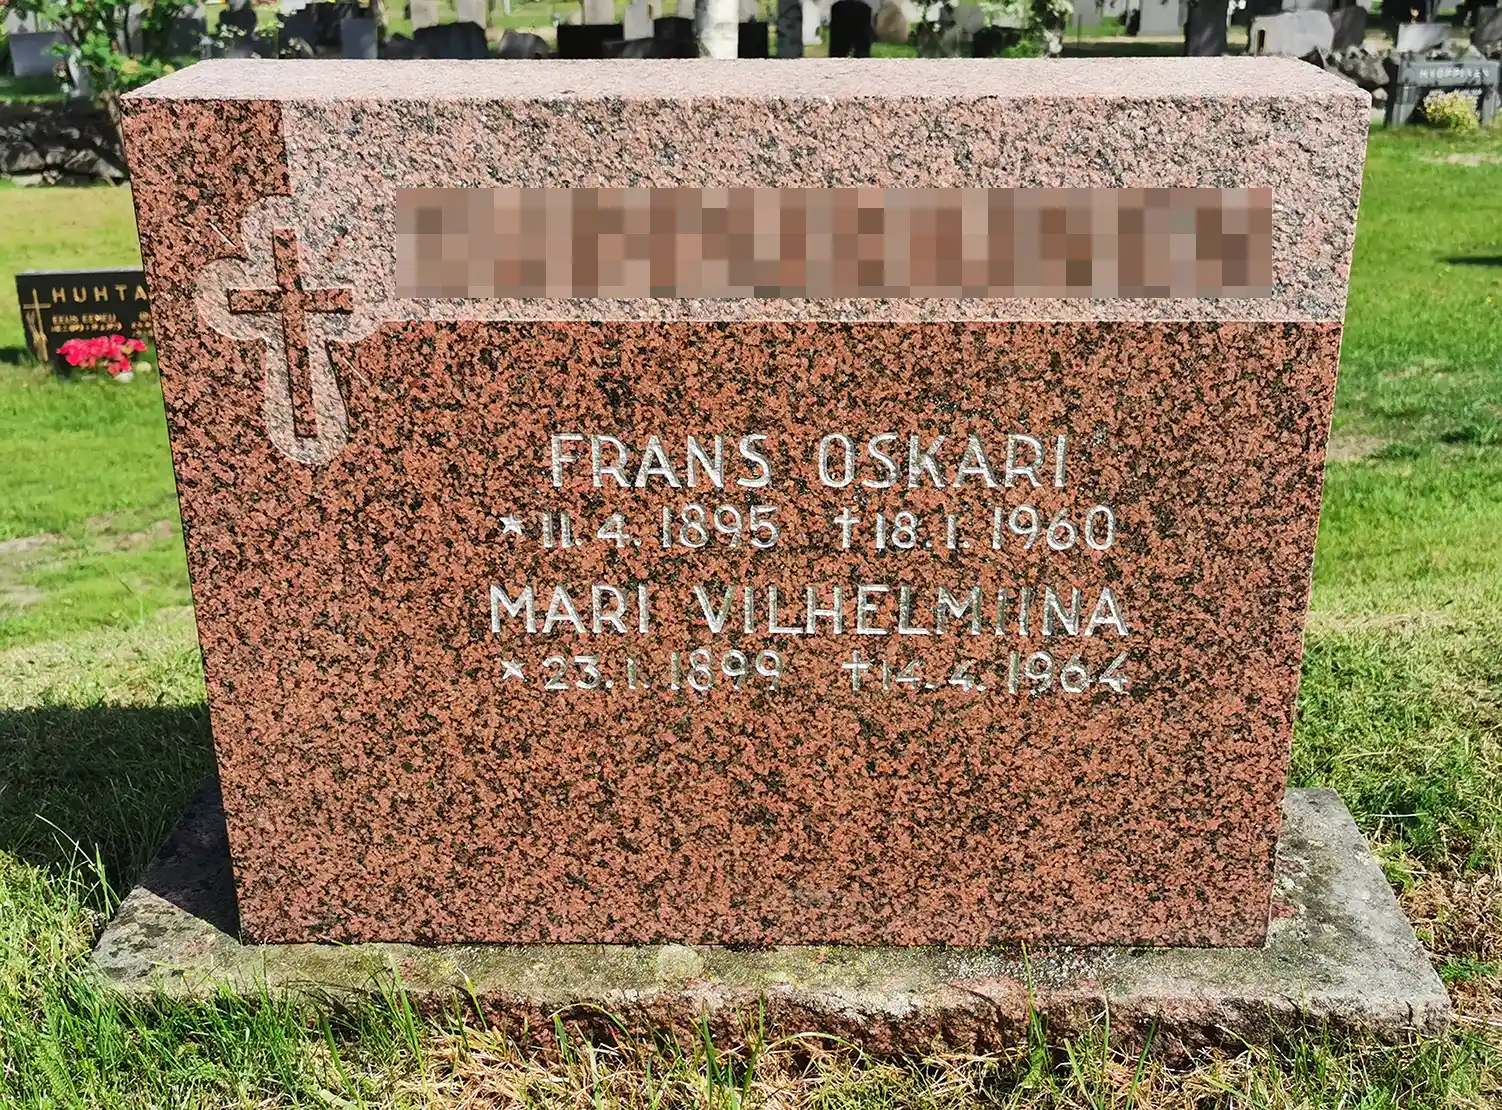 FRANS OSKARI
* 11. 4. 1895 † 18. 1. 1960
MARI VILHELMIINA
* 23. 1. 1899 † 14. 4. 1964
HUHTA